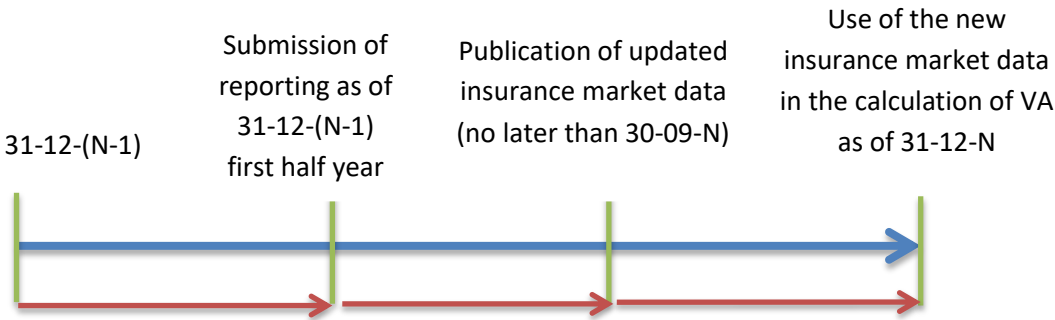 31-12-(N-1)
Submission of
reporting as of
31-12-(N-1)
first half year
Publication of updated
insurance market data
(no later than 30-09-N)
Use of the new
insurance market data
in the calculation of VA
as of 31-12-N